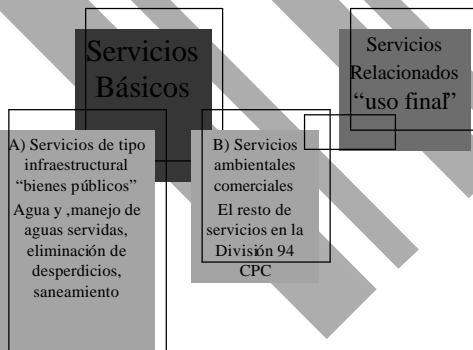 Servicios
Básicos
Servicios
Relacionados
“uso final”
A) Servicios de tipo
infraestructural
“bienes públicos”
Agua y ,manejo de
aguas servidas,
eliminación de
desperdicios,
saneamiento
B) Servicios
ambientales
comerciales
El resto de
servicios en la
División 94
CPC